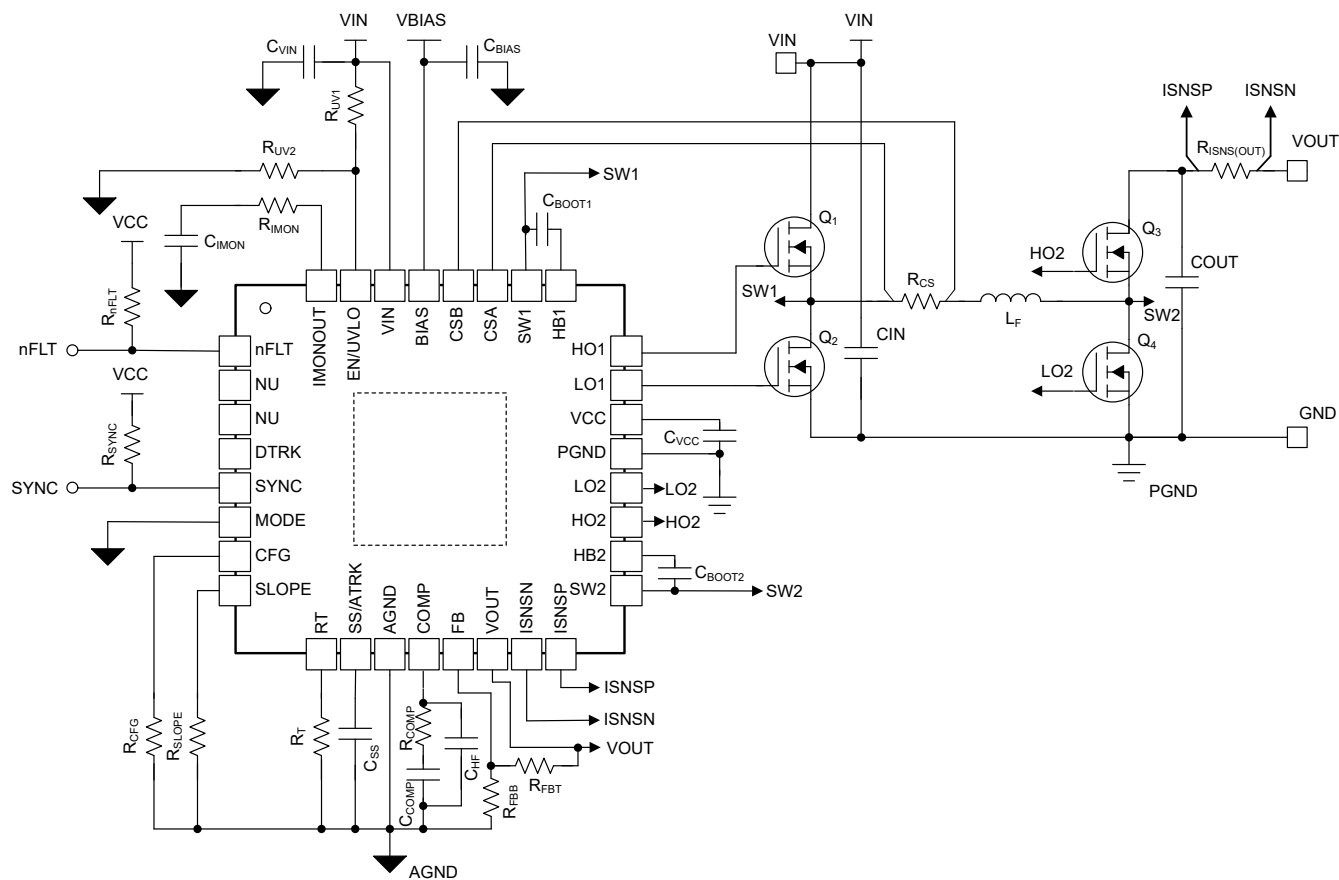 VIN
VBIAS
CVIN
CBIAS
VIN
VIN
ISNSP
ISNSN
RISNS(OUT)
VOUT
RUV1
RUV2
SW1
VCC
RIMON
CIMON
CBOOT1
Q1
Q3
HO2
COUT
RnFLT
SW1
RCS
LF
SW2
IMONOUT
EN/UVLO
VIN
BIAS
CSB
CSA
SW1
HB1
nFLT
nFLT
HO1
Q2
CIN
Q4
VCC
NU
LO1
LO2
NU
VCC
CVCC
GND
RSYNC
DTRK
PGND
SYNC
SYNC
LO2
LO2
PGND
MODE
HO2
HO2
CFG
HB2
CBOOT2
SLOPE
SW2
SW2
RT
SS/ATRK
AGND
COMP
FB
VOUT
ISNSN
ISNSP
ISNSP
ISNSN
VOUT
RCFG
RSLOPE
RT
CSS
RCOMP
CHF
CCOMP
RFBB
RFBT
AGND